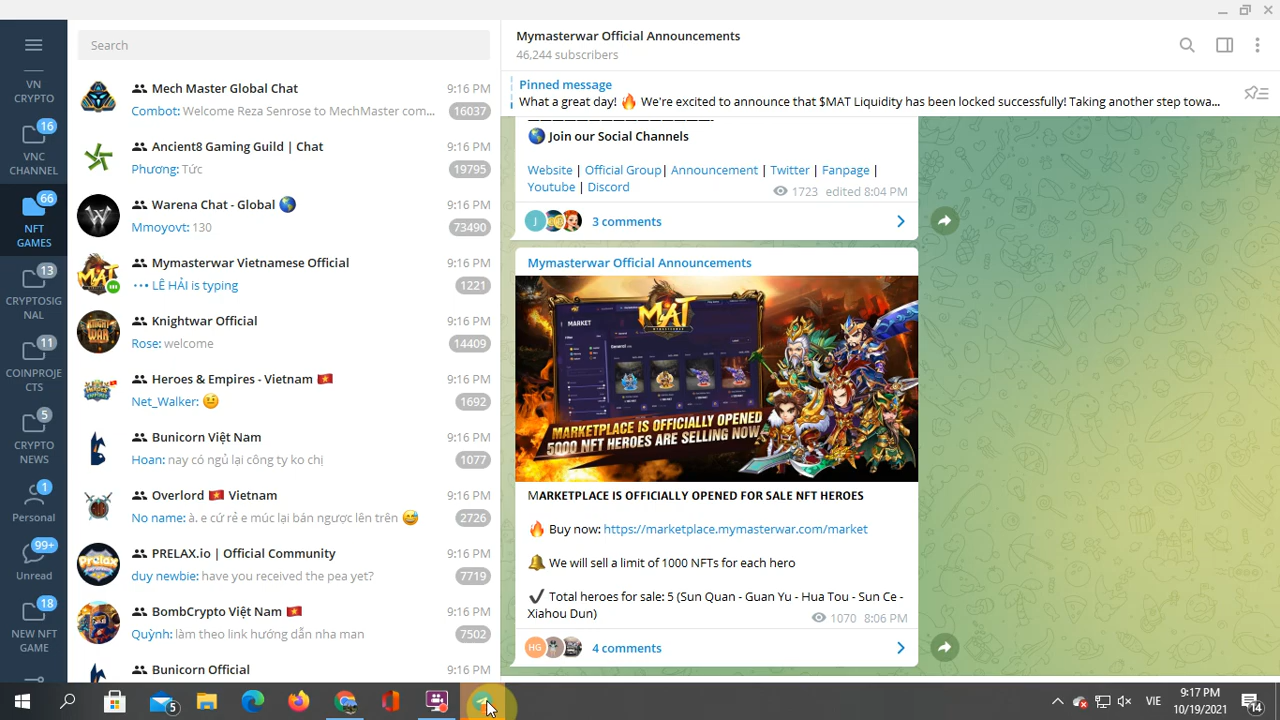 Search
VN
CRYPTO
16
VNC
CHANNEL
66
NFT
GAMES
13
CRYPTOSIG
NAL
11
COINPROJE
CTS
5
CRYPTO
NEWS
1
Personal
99+
Unread
18
NEW NFT
GAME
Mech Master Global Chat 9:16 PM
Combot: Welcome Reza Senrose to MechMaster com... 16037
Ancient8 Gaming Guild | Chat 9:16 PM
Phương: Tức 19795
Warena Chat - Global 🌎 9:16 PM
Mmoyovt: 130 73490
Mymasterwar Vietnamese Official 9:16 PM
LÊ HẢI is typing 1221
Knightwar Official 9:16 PM
Rose: welcome 14409
Heroes & Empires - Vietnam 🇻🇳 9:16 PM
Net_Walker: 🤨 1692
Bunicorn Việt Nam 9:16 PM
Hoan: nay có ngủ lại công ty ko chị 1077
Overlord 🇻🇳 Vietnam 9:16 PM
No name: à. e cứ rẻ e múc lại bán ngược lên trên 😅 2726
PRELAX.io | Official Community 9:16 PM
duy newbie: have you received the pea yet? 7719
BombCrypto Việt Nam 🇻🇳 9:16 PM
Quỳnh: làm theo link hướng dẫn nha man 7502
Bunicorn Official 9:16 PM
Mymasterwar Official Announcements
46,244 subscribers
Pinned message
What a great day! 🔥 We're excited to announce that $MAT Liquidity has been locked successfully! Taking another step towa...
🌎 Join our Social Channels
Website | Official Group| Announcement | Twitter | Fanpage |
Youtube | Discord
1723 edited 8:04 PM
J
3 comments
Mymasterwar Official Announcements
MAT
MARKET
MARKETPLACE IS OFFICIALLY OPENED
5000 NFT HEROES ARE SELLING NOW
MARKETPLACE IS OFFICIALLY OPENED FOR SALE NFT HEROES
🔥 Buy now: https://marketplace.mymasterwar.com/market
🔔 We will sell a limit of 1000 NFTs for each hero
✔️ Total heroes for sale: 5 (Sun Quan - Guan Yu - Hua Tou - Sun Ce -
Xiahou Dun)
1070 8:06 PM
HG
4 comments
5
VIE
9:17 PM
10/19/2021
14